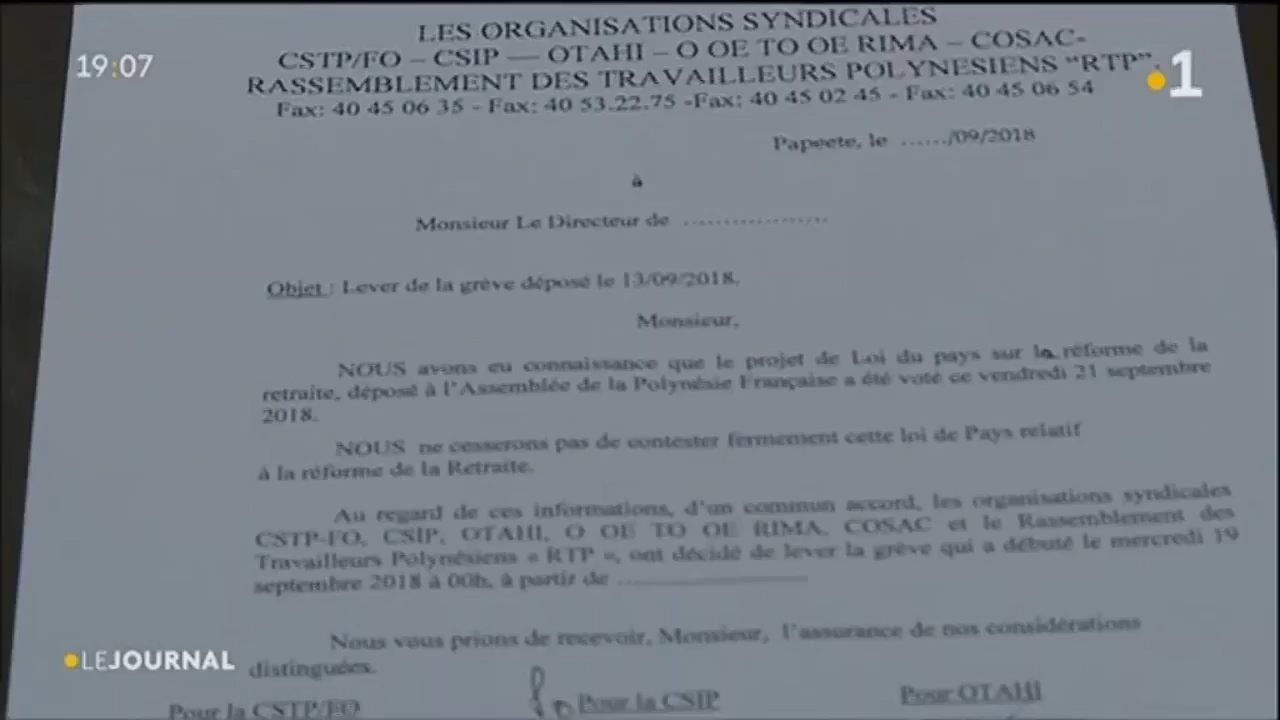 LES ORGANISATIONS SYNDICALES
19:07
CSTP/FO – CSIP — OTAHI – O OE TO OE RIMA – COSAC-
RASSEMBLEMENT DES TRAVAILLEURS POLYNESIENS "RTP".
1
Fax: 40 45 06 35 - Fax: 40 53.22.75 -Fax: 40 45 02 45 - Fax: 40 45 06 54
Papeete, le ....../09/2018
à
Monsieur Le Directeur de ..................
Objet : Lever de la grève déposé le 13/09/2018.
Monsieur,
NOUS avons eu connaissance que le projet de Loi du pays sur la réforme de la
retraite, déposé à l'Assemblée de la Polynésie Française a été voté ce vendredi 21 septembre
2018.
NOUS ne cesserons pas de contester fermement cette loi de Pays relatif
à la réforme de la Retraite.
Au regard de ces informations, d'un commun accord, les organisations syndicales
CSTP-FO, CSIP, OTAHI, O OE TO OE RIMA, COSAC et le Rassemblement des
Travailleurs Polynésiens « RTP », ont décidé de lever la grève qui a débuté le mercredi 19
septembre 2018 à 00h, à partir de ........................
Nous vous prions de recevoir, Monsieur, l'assurance de nos considérations
distinguées.
LEJOURNAL
Pour la CSTP/FO
Pour la CSIP
Pour OTAHI